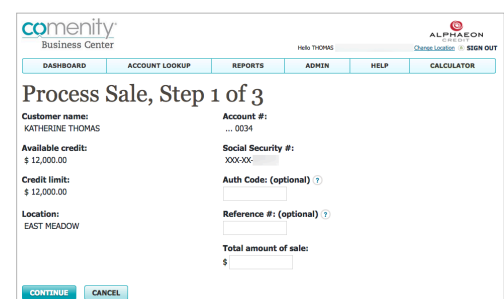 comenity
Business Center
ALPHAEON
CREDIT
Hello THOMAS
Change Location SIGN OUT
DASHBOARD ACCOUNT LOOKUP REPORTS ADMIN HELP CALCULATOR
Process Sale, Step 1 of 3
Customer name:
KATHERINE THOMAS
Account #:
... 0034
Available credit:
$ 12,000.00
Social Security #:
XXX-XX-
Credit limit:
$ 12,000.00
Auth Code: (optional) ?
Location:
EAST MEADOW
Reference #: (optional) ?
Total amount of sale:
$
CONTINUE CANCEL